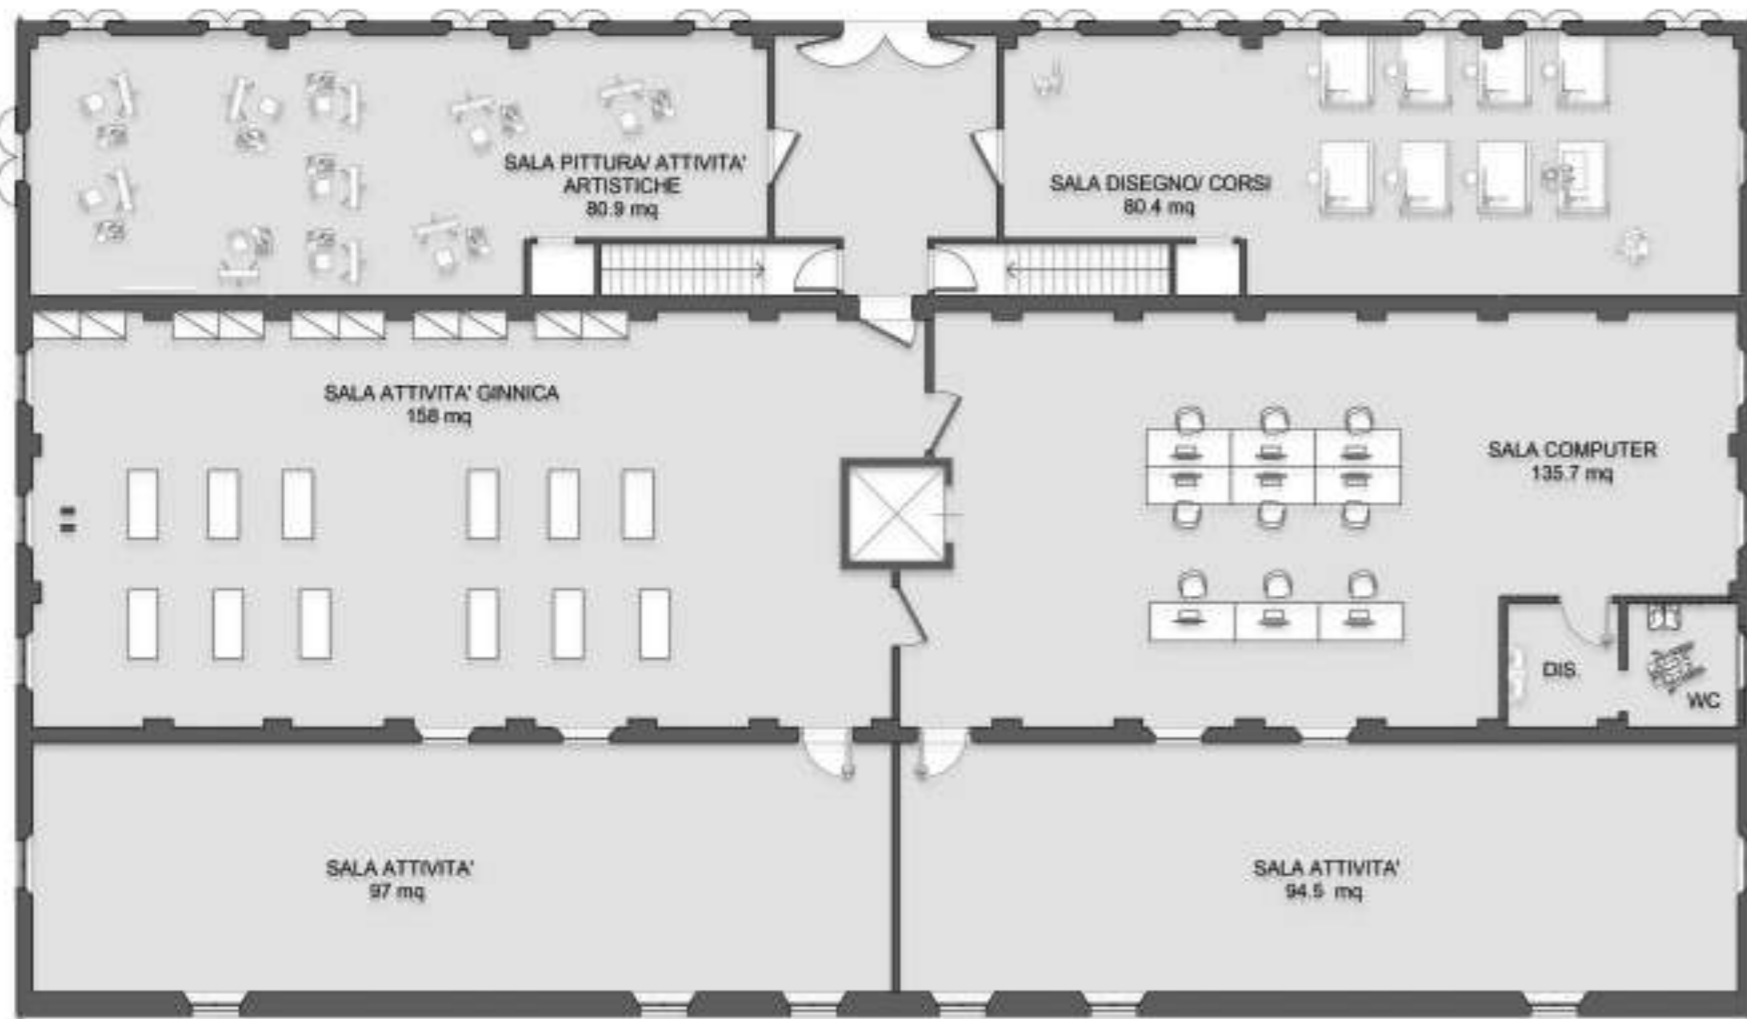 SALA PITTURA/ ATTIVITA'
ARTISTICHE
80.9 mq
SALA DISEGNO/ CORSI
80.4 mq
SALA ATTIVITA' GINNICA
158 mq
SALA COMPUTER
135.7 mq
DIS.
WC
SALA ATTIVITA'
97 mq
SALA ATTIVITA'
94.5 mq